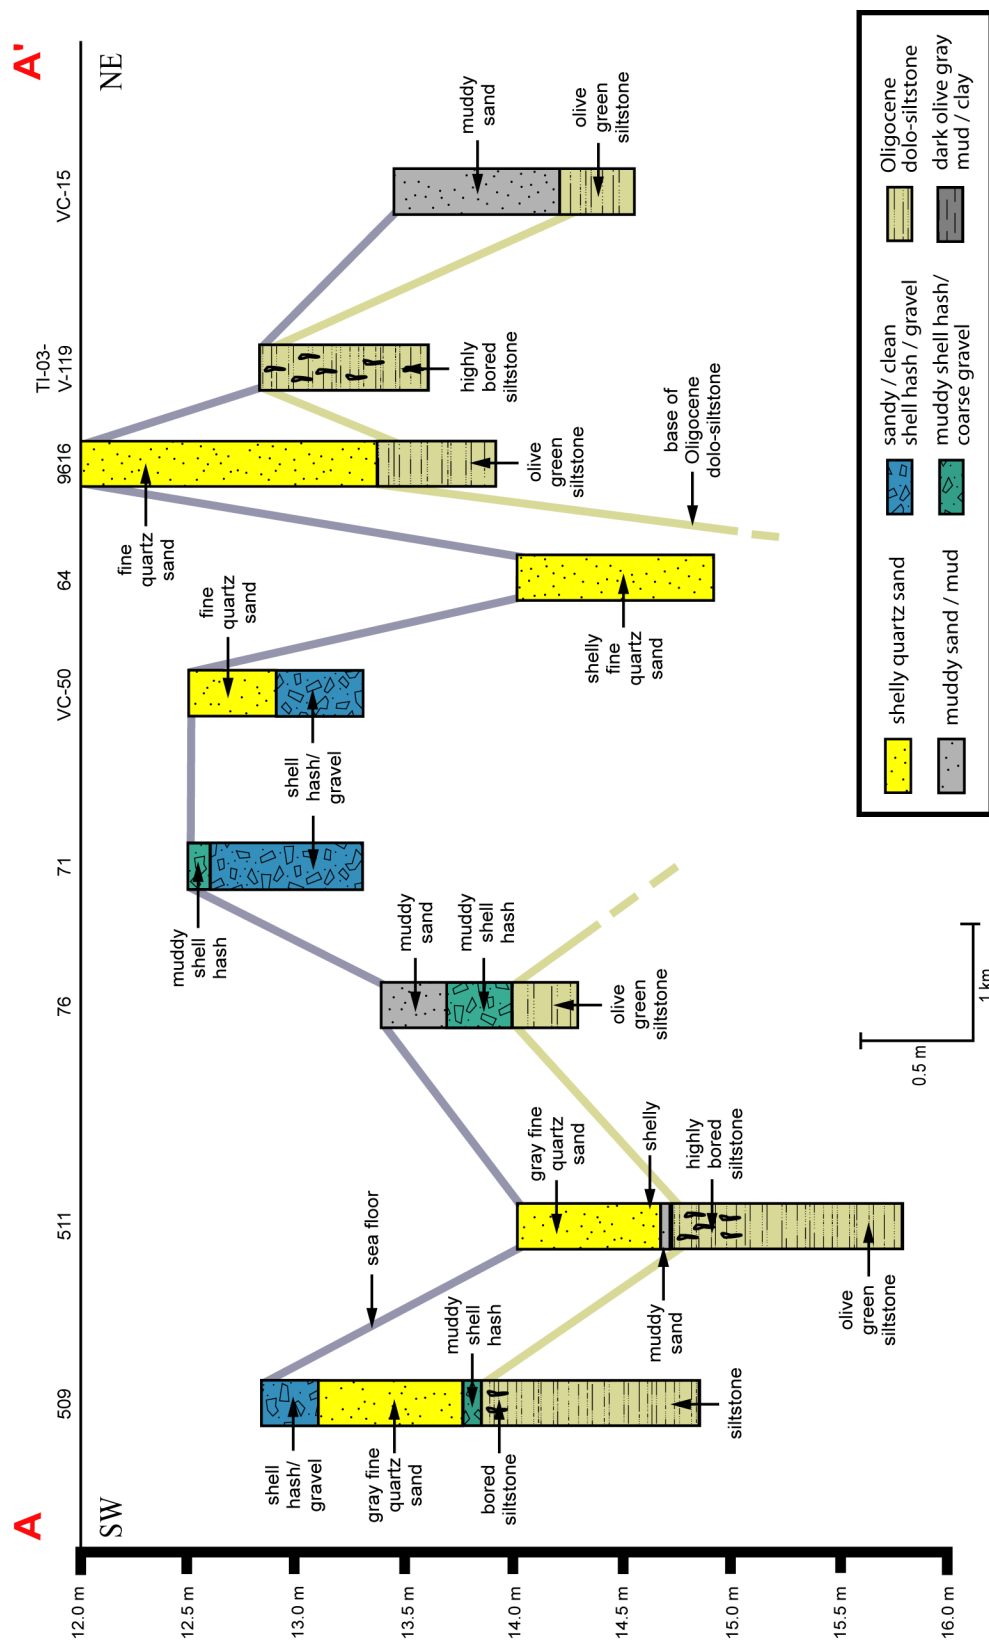 A
A'
SW
NE
509
511
76
71
VC-50
64
9616
TI-03-
V-119
VC-15
12.0 m
12.5 m
13.0 m
13.5 m
14.0 m
14.5 m
15.0 m
15.5 m
16.0 m
shell
hash/
gravel
gray fine
quartz
sand
muddy
shell
hash
bored
siltstone
siltstone
sea floor
gray fine
quartz
sand
shelly
muddy
sand
highly
bored
siltstone
olive
green
siltstone
muddy
sand
muddy
shell
hash
olive
green
siltstone
muddy
shell
hash
shell
hash/
gravel
fine
quartz
sand
shelly
fine
quartz
sand
fine
quartz
sand
olive
green
siltstone
base of
Oligocene
dolo-siltstone
highly
bored
siltstone
muddy
sand
olive
green
siltstone
0.5 m
1 km
shelly quartz sand
muddy sand / mud
sandy / clean
shell hash / gravel
muddy shell hash/
coarse gravel
Oligocene
dolo-siltstone
dark olive gray
mud / clay